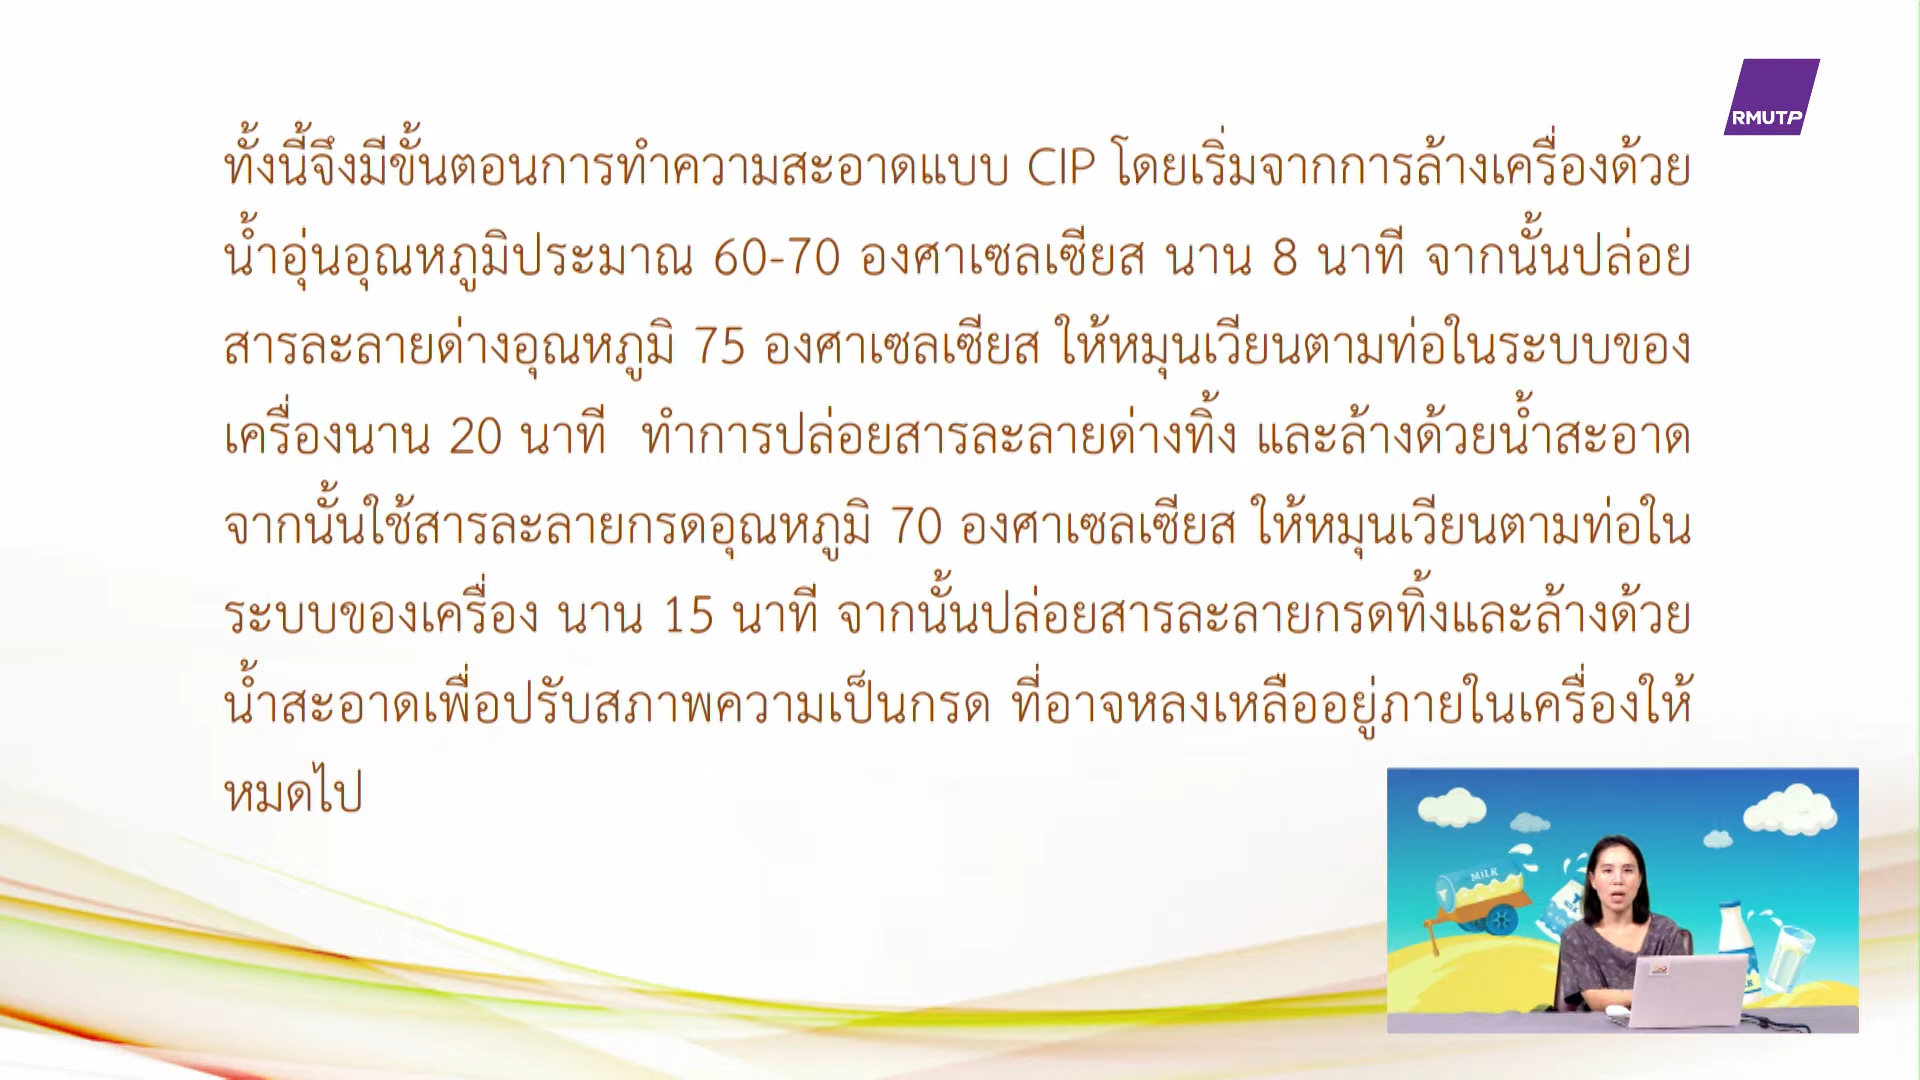 RMUTP
ทั้งนี้จึงมีขั้นตอนการทำความสะอาดแบบ CIP โดยเริ่มจากการล้างเครื่องด้วย
น้ำอุ่นอุณหภูมิประมาณ 60-70 องศาเซลเซียส นาน 8 นาที จากนั้นปล่อย
สารละลายด่างอุณหภูมิ 75 องศาเซลเซียส ให้หมุนเวียนตามท่อในระบบของ
เครื่องนาน 20 นาที ทำการปล่อยสารละลายด่างทิ้ง และล้างด้วยน้ำสะอาด
จากนั้นใช้สารละลายกรดอุณหภูมิ 70 องศาเซลเซียส ให้หมุนเวียนตามท่อใน
ระบบของเครื่อง นาน 15 นาที จากนั้นปล่อยสารละลายกรดทิ้งและล้างด้วย
น้ำสะอาดเพื่อปรับสภาพความเป็นกรด ที่อาจหลงเหลืออยู่ภายในเครื่องให้
หมดไป
MILK